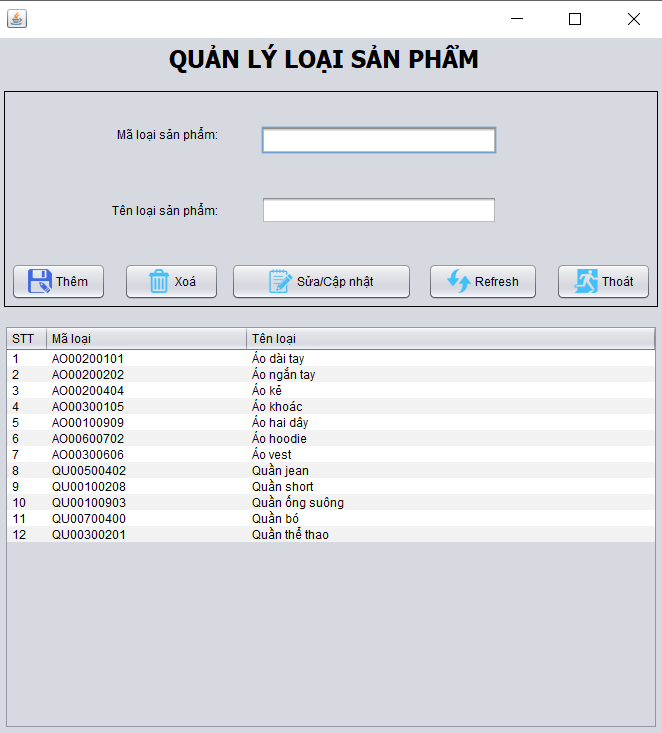 QUẢN LÝ LOẠI SẢN PHẨM
Mã loại sản phẩm:
Tên loại sản phẩm:
Thêm Xoá Sửa/Cập nhật Refresh Thoát
STT Mã loại Tên loại
1 AO00200101 Áo dài tay
2 AO00200202 Áo ngắn tay
3 AO00200404 Áo kẻ
4 AO00300105 Áo khoác
5 AO00100909 Áo hai dây
6 AO00600702 Áo hoodie
7 AO00300606 Áo vest
8 QU00500402 Quần jean
9 QU00100208 Quần short
10 QU00100903 Quần ống suông
11 QU00700400 Quần bó
12 QU00300201 Quần thể thao